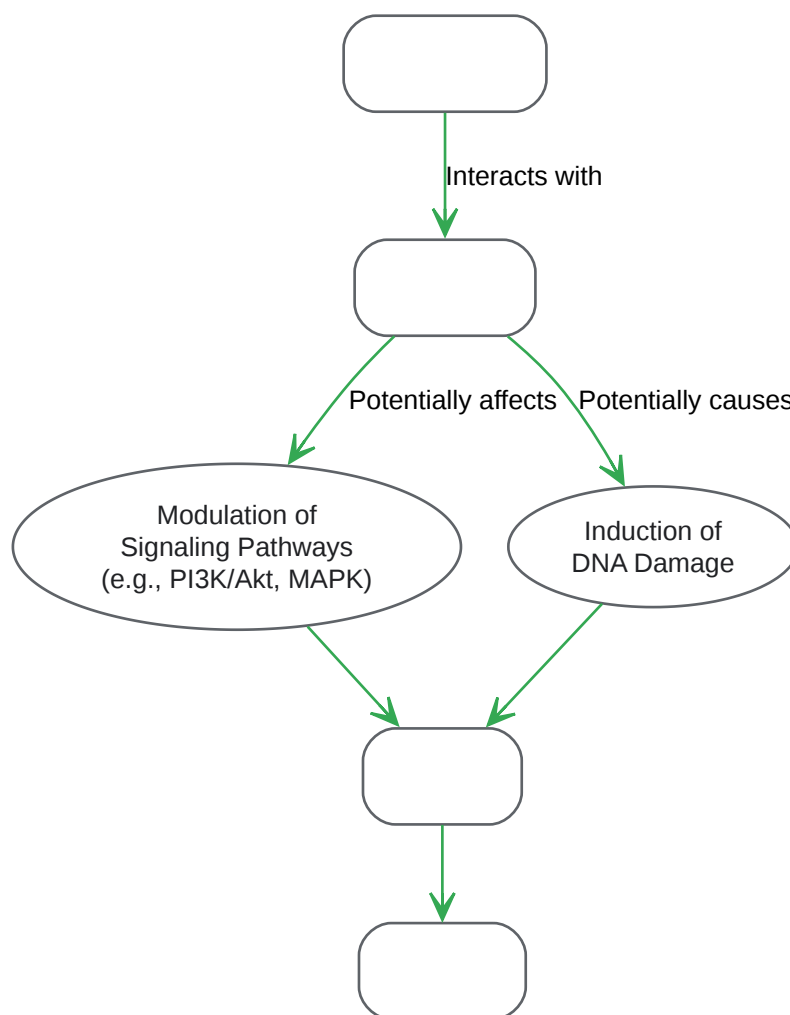 Interacts with
Potentially affects
Potentially causes
Modulation of
Signaling Pathways
(e.g., PI3K/Akt, MAPK)
Induction of
DNA Damage